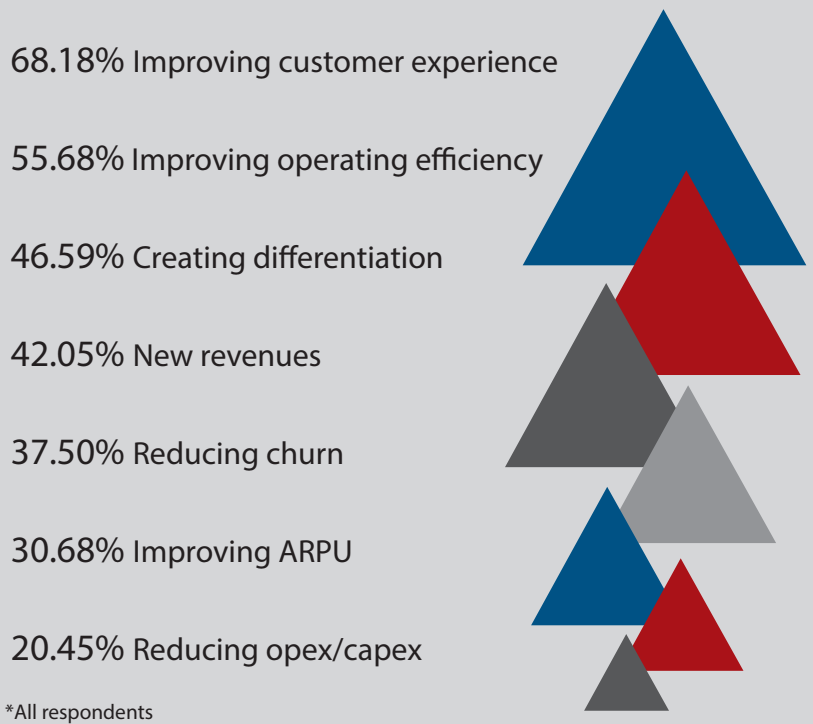 68.18% Improving customer experience
55.68% Improving operating efficiency
46.59% Creating differentiation
42.05% New revenues
37.50% Reducing churn
30.68% Improving ARPU
20.45% Reducing opex/capex
*All respondents